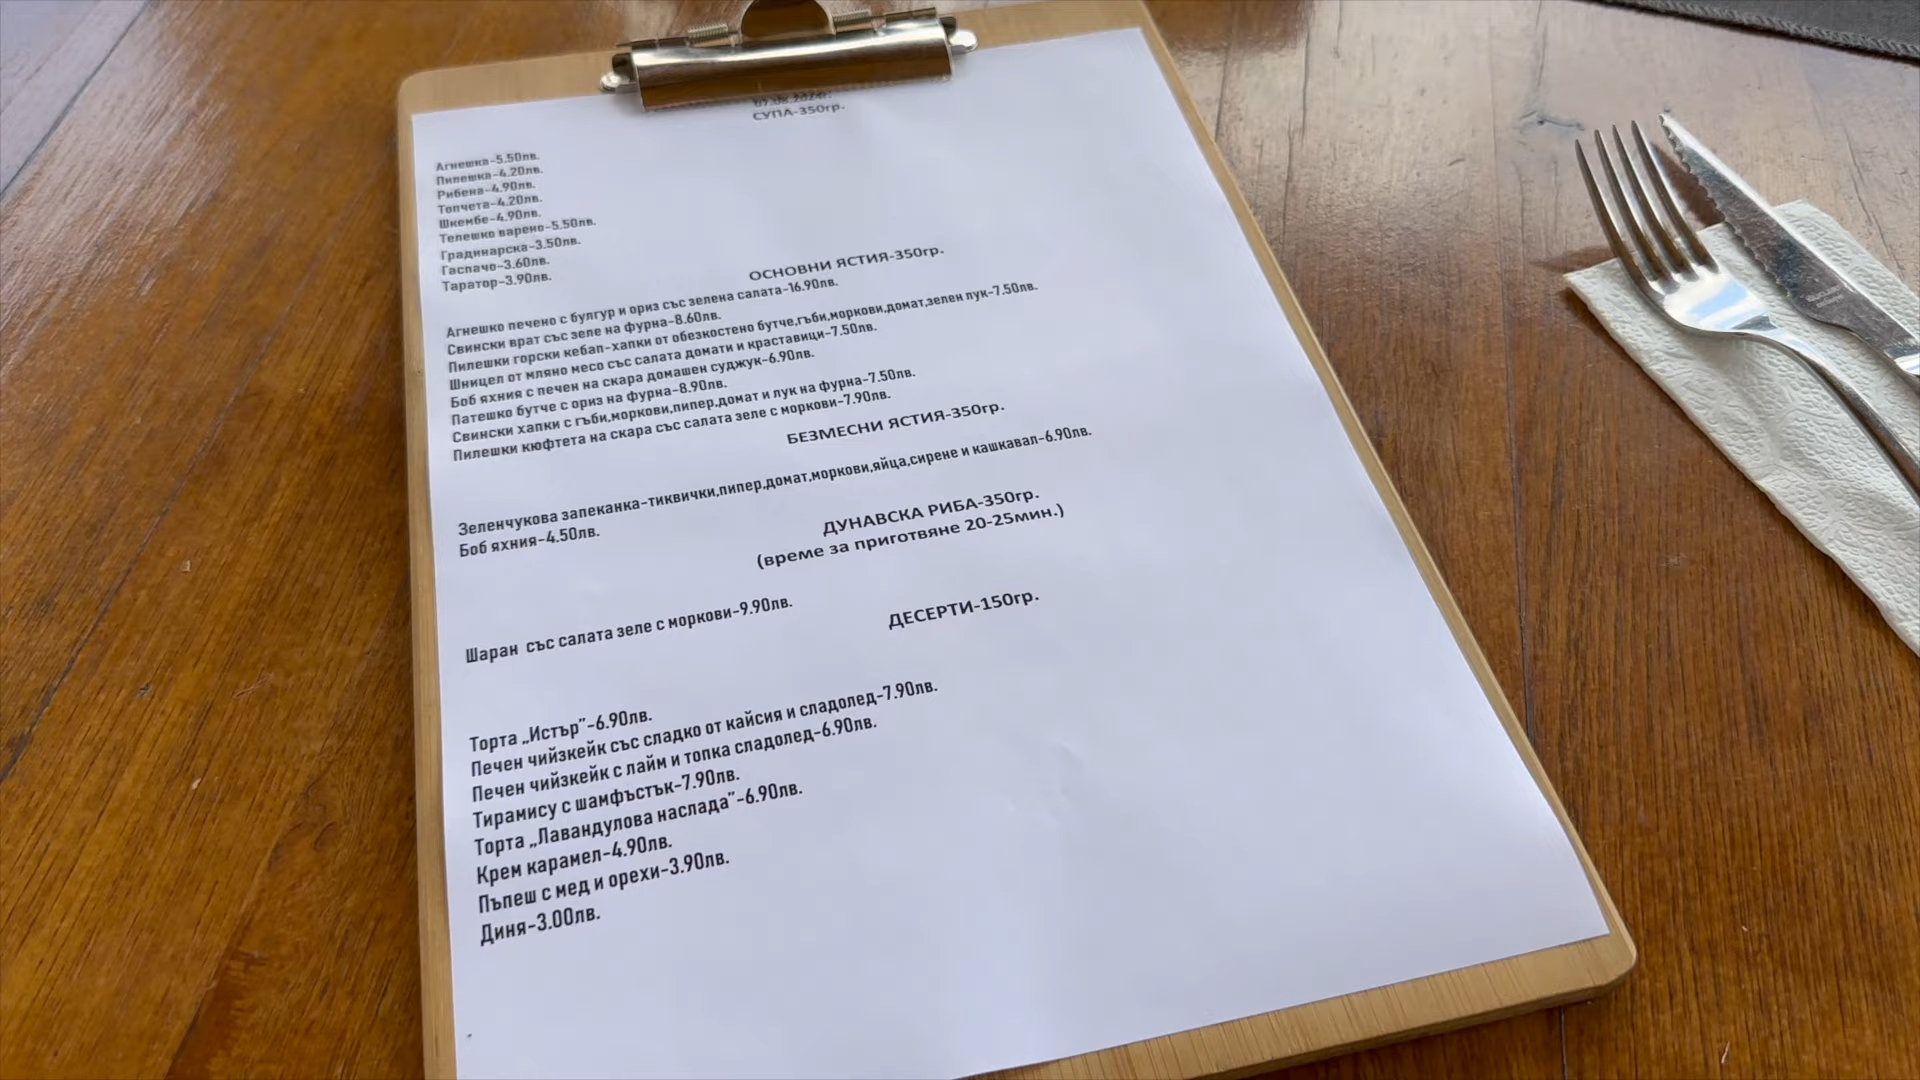 СУПА-350гр.
Агнешка-5.50лв.
Пилешка-4.20лв.
Рибена-4.90лв.
Топчета-4.20лв.
Шкембе-4.90лв.
Телешко варено-5.50лв.
Градинарска-3.50лв.
Гаспачо-3.60лв.
Таратор-3.90лв.
ОСНОВНИ ЯСТИЯ-350гр.
Агнешко печено с булгур и ориз със зелена салата-16.90лв.
Свински врат със зеле на фурна-8.60лв.
Пилешки горски кебап-хапки от обезкостено бутче,гъби,моркови,домат,зелен лук-7.50лв.
Шницел от мляно месо със салата домати и краставици-7.50лв.
Боб яхния с печен на скара домашен суджук-6.90лв.
Патешко бутче с ориз на фурна-8.90лв.
Свински хапки с гъби,моркови,пипер,домат и лук на фурна-7.50лв.
Пилешки кюфтета на скара със салата зеле с моркови-7.90лв.
БЕЗМЕСНИ ЯСТИЯ-350гр.
Зеленчукова запеканка-тиквички,пипер,домат,моркови,яйца,сирене и кашкавал-6.90лв.
Боб яхния-4.50лв.
ДУНАВСКА РИБА-350гр.
(време за приготвяне 20-25мин.)
Шаран със салата зеле с моркови-9.90лв.
ДЕСЕРТИ-150гр.
Торта „Истър”-6.90лв.
Печен чийзкейк със сладко от кайсия и сладолед-7.90лв.
Печен чийзкейк с лайм и топка сладолед-6.90лв.
Тирамису с шамфъстък-7.90лв.
Торта „Лавандулова наслада”-6.90лв.
Крем карамел-4.90лв.
Пъпеш с мед и орехи-3.90лв.
Диня-3.00лв.